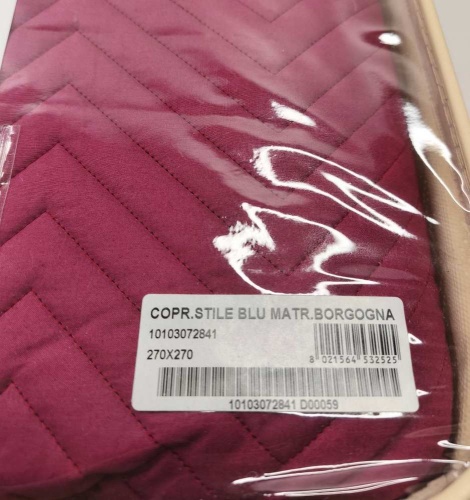 COPR.STILE BLU MATR.BORGOGNA
10103072841
270X270
8 021564 532525
10103072841 D00059